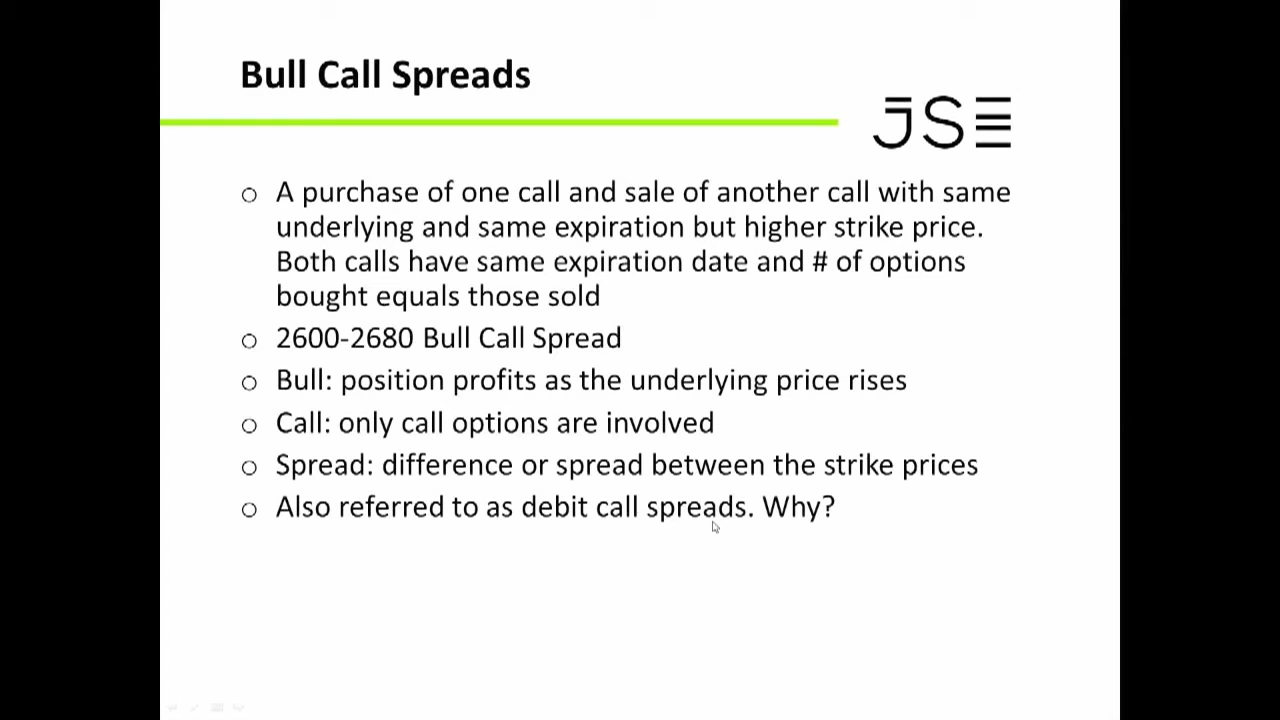 Bull Call Spreads
JSE
○ A purchase of one call and sale of another call with same
underlying and same expiration but higher strike price.
Both calls have same expiration date and # of options
bought equals those sold
○ 2600-2680 Bull Call Spread
○ Bull: position profits as the underlying price rises
○ Call: only call options are involved
○ Spread: difference or spread between the strike prices
○ Also referred to as debit call spreads. Why?